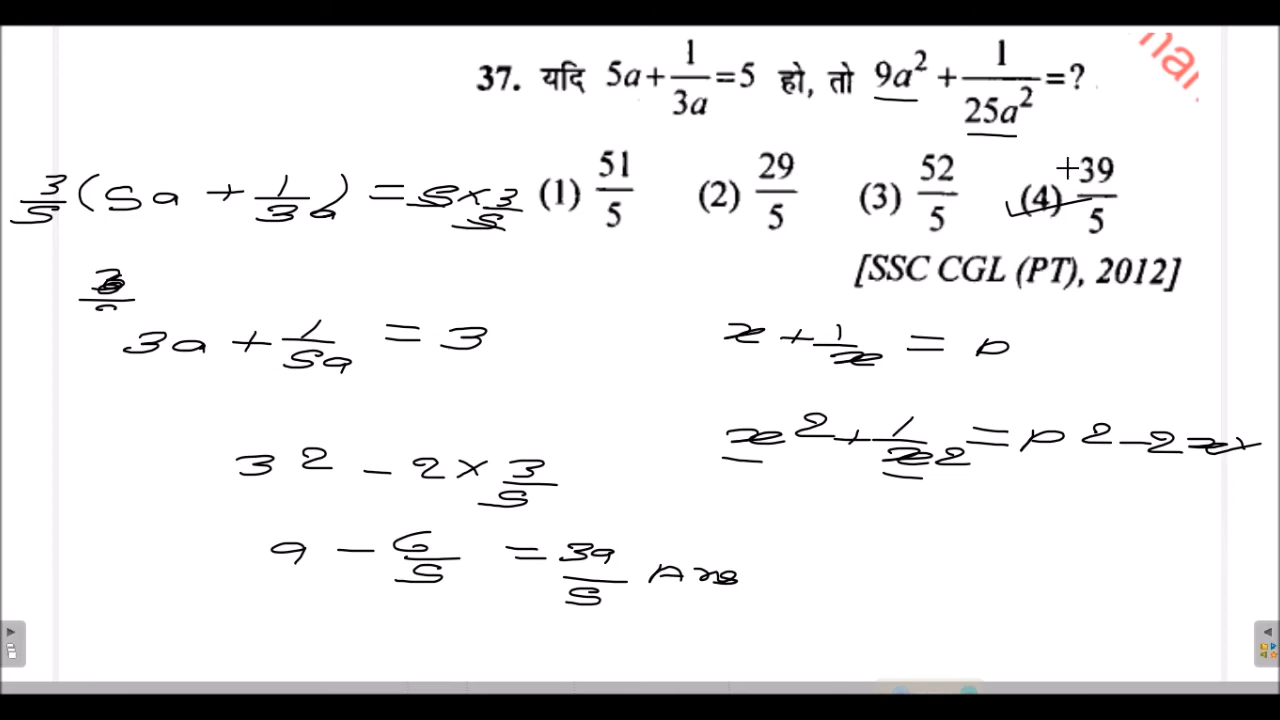 37. यदि 5a + 1/3a = 5 हो, तो 9a² + 1/25a² = ?
(1) 51/5 (2) 29/5 (3) 52/5 (4) 39/5
[SSC CGL (PT), 2012]
3/5 (5a + 1/3a) = 5 × 3/5
3a + 1/5a = 3
3² - 2 × 3/5
9 - 6/5 = 39/5 Ans
x + 1/x = p
x² + 1/x² = p² - 2